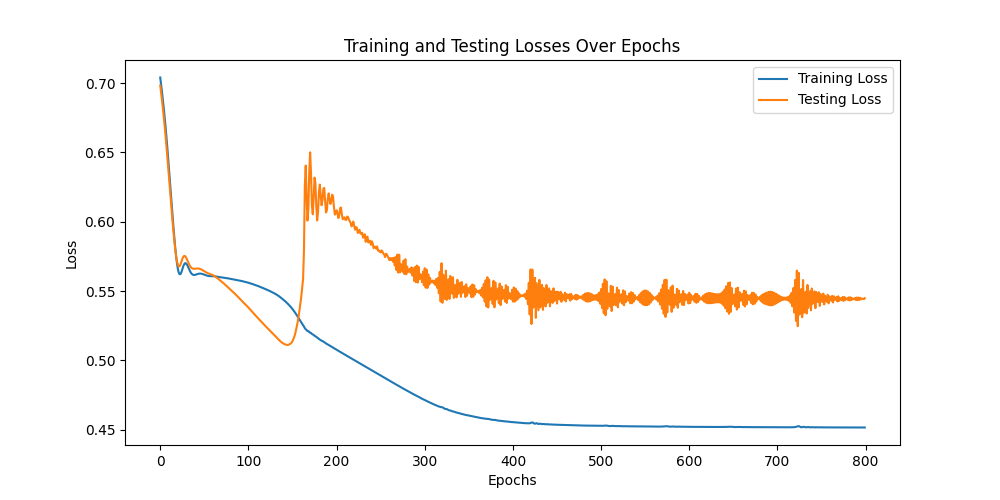 Training and Testing Losses Over Epochs
Training Loss
Testing Loss
0.70
0.65
0.60
0.55
0.50
0.45
Loss
0 100 200 300 400 500 600 700 800
Epochs